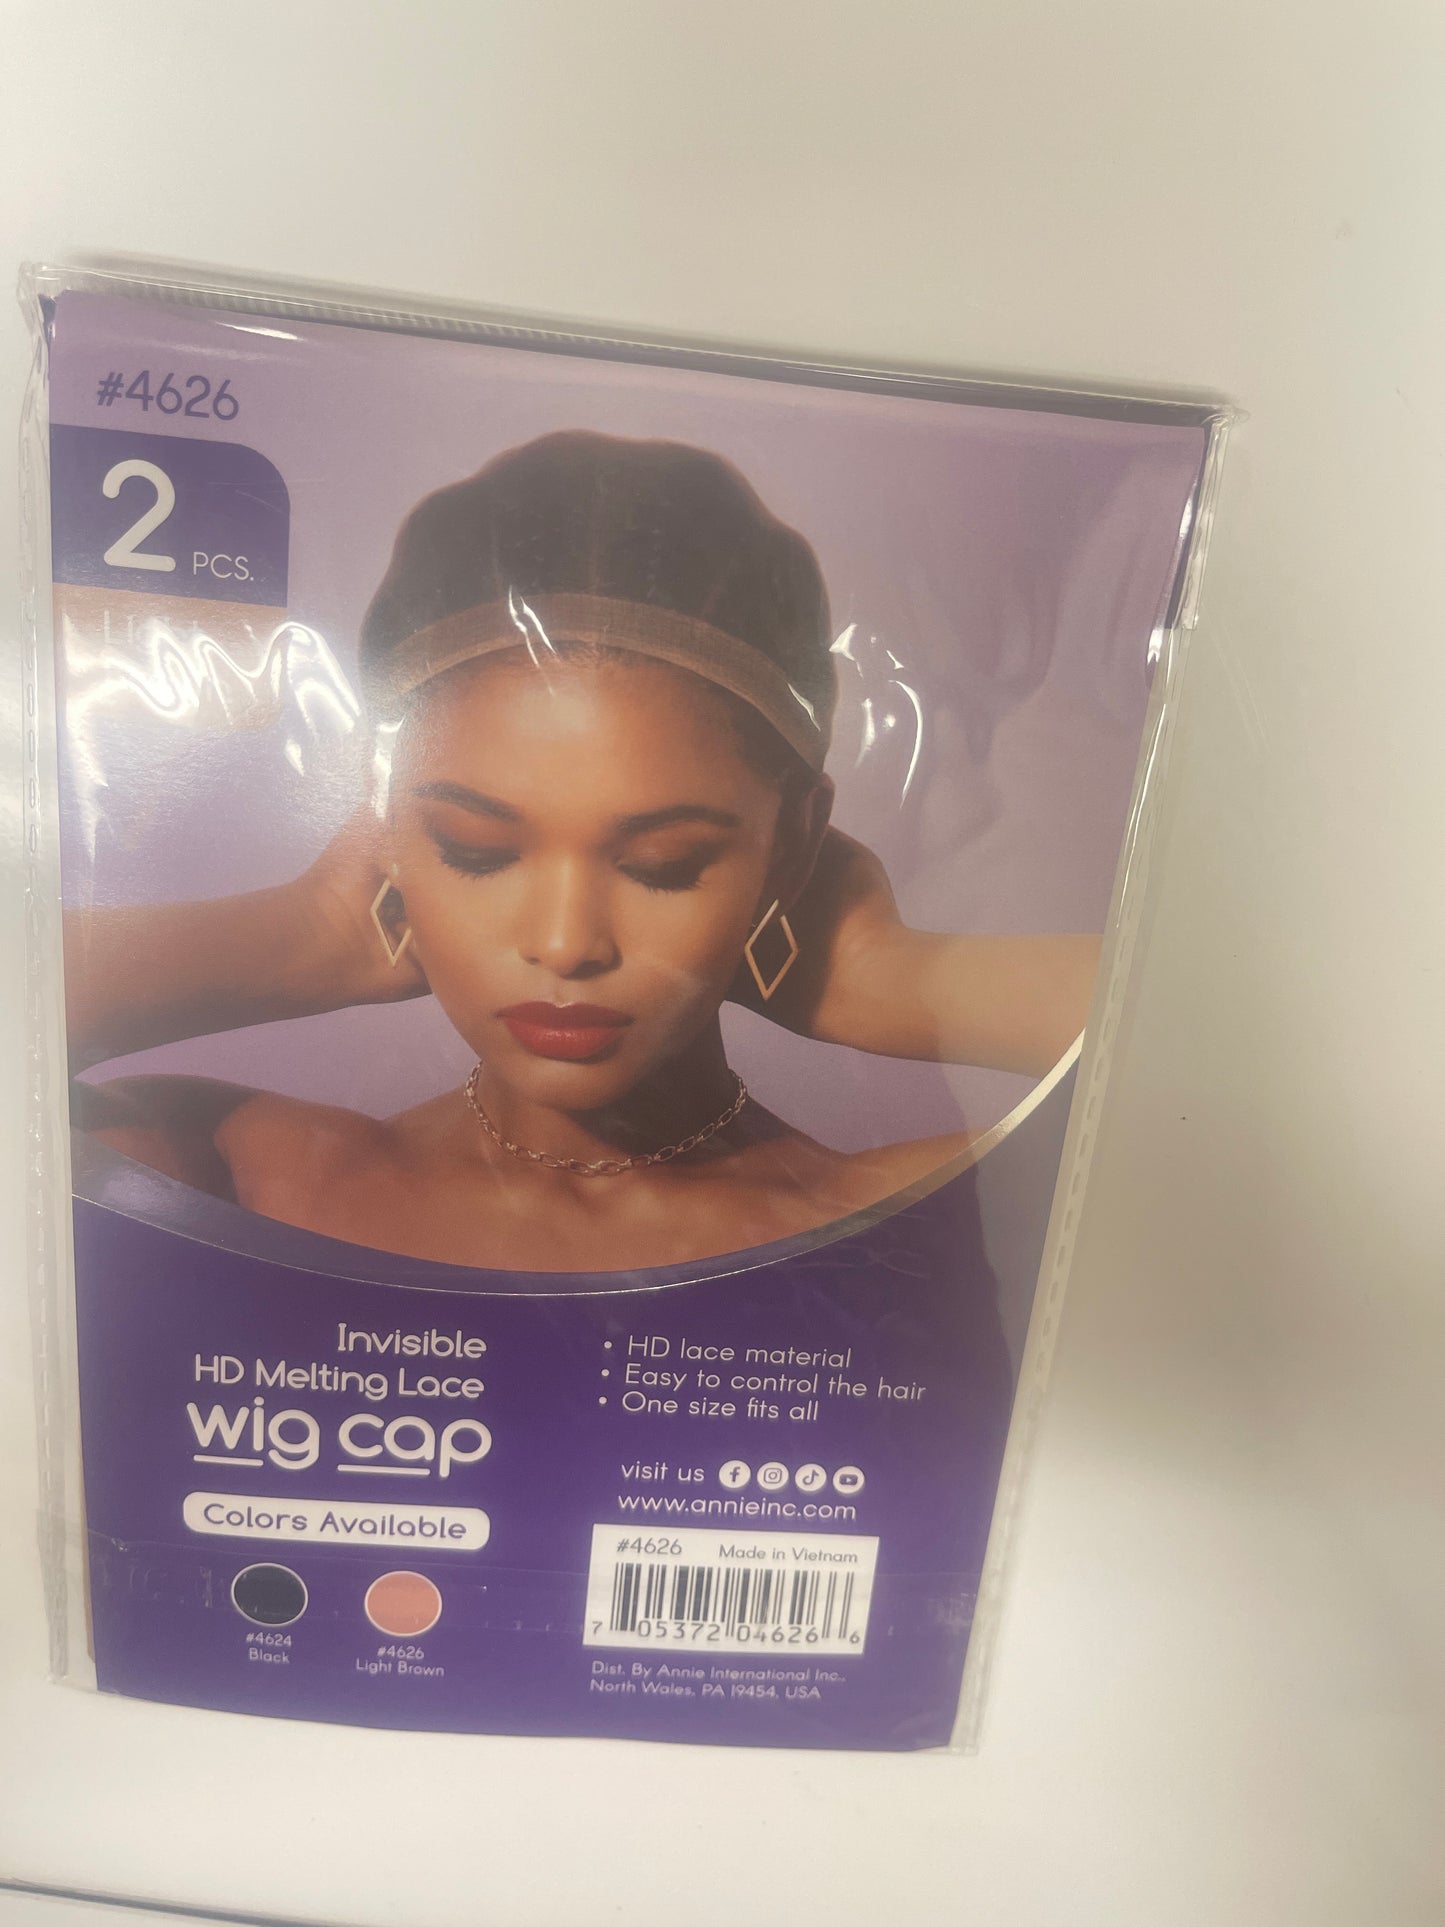 #4626
2 PCS.
Invisible
HD Melting Lace
wig cap
Colors Available
#4624
Black
#4626
Light Brown
• HD lace material
• Easy to control the hair
• One size fits all
visit us
www.annieinc.com
#4626 Made in Vietnam
7 05372 04626 6
Dist. By Annie International Inc.,
North Wales, PA 19454, USA